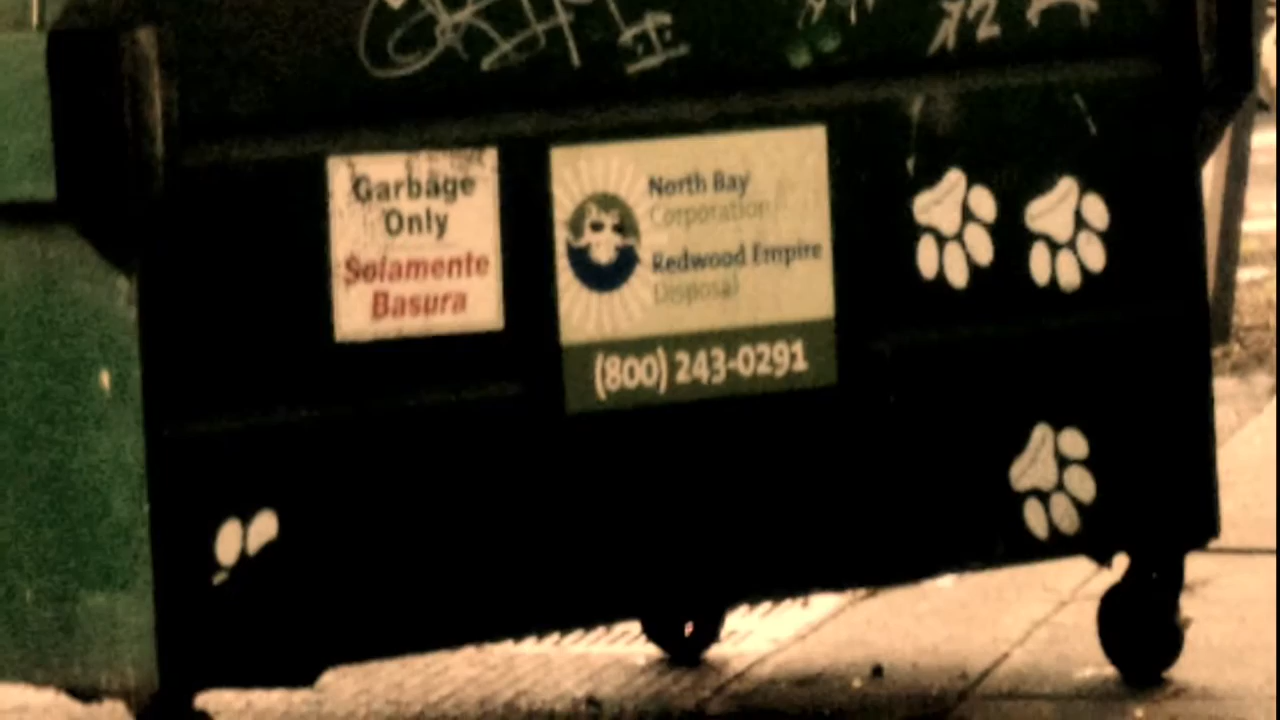 Garbage
Only
Solamente
Basura
North Bay
Corporation
Redwood Empire
Disposal
(800) 243-0291